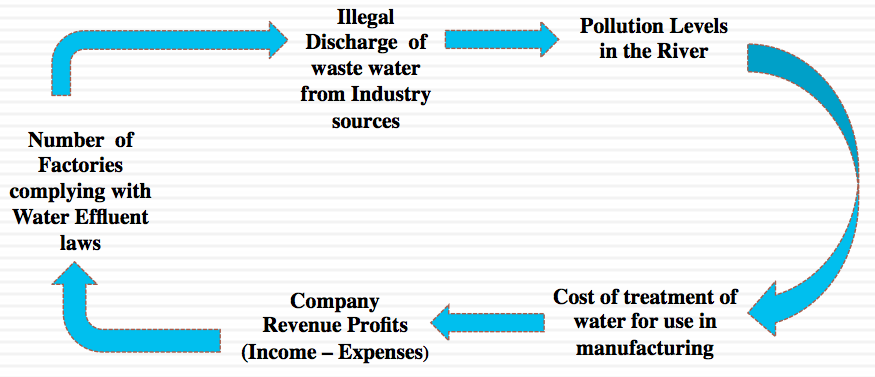 Illegal
Discharge of
waste water
from Industry
sources
Pollution Levels
in the River
Number of
Factories
complying with
Water Effluent
laws
Company
Revenue Profits
(Income – Expenses)
Cost of treatment of
water for use in
manufacturing